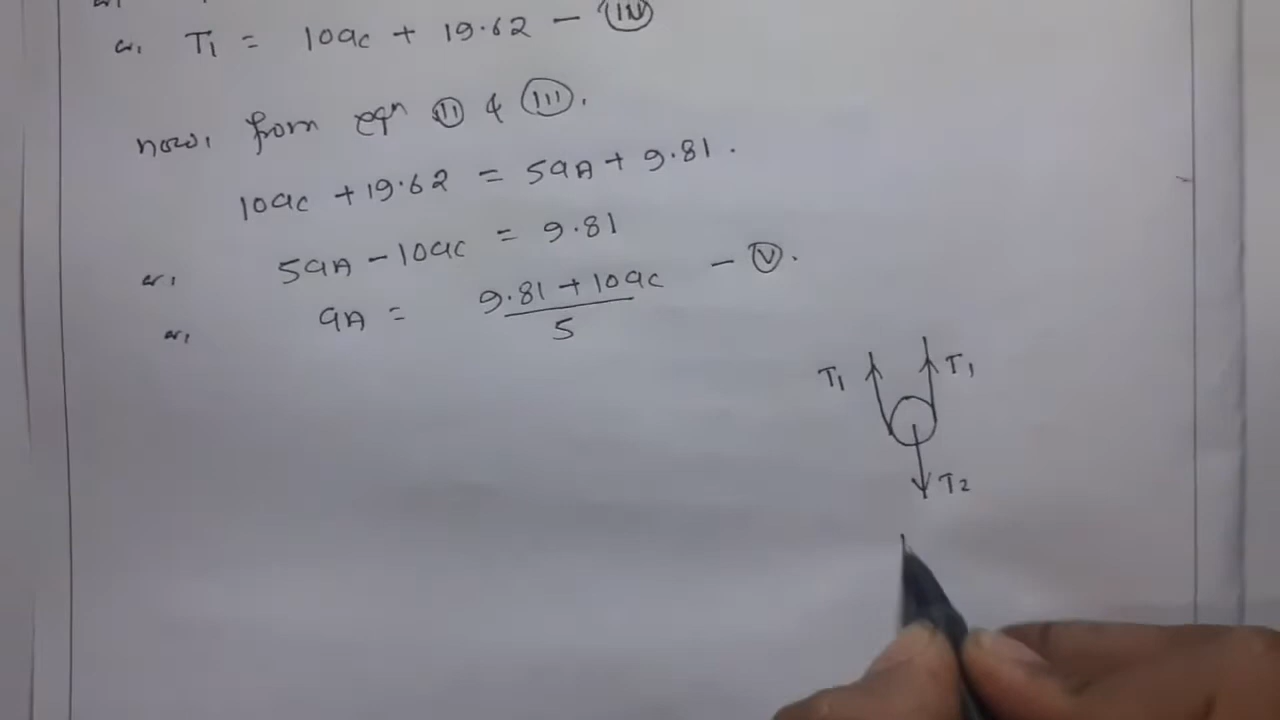 or, T1 = 10ac + 19.62 — (IV)
now, from eqn (II) & (III).
10ac + 19.62 = 5aA + 9.81.
or, 5aA - 10ac = 9.81
or, aA = (9.81 + 10ac)/5 — (V).
T1 T1
T2